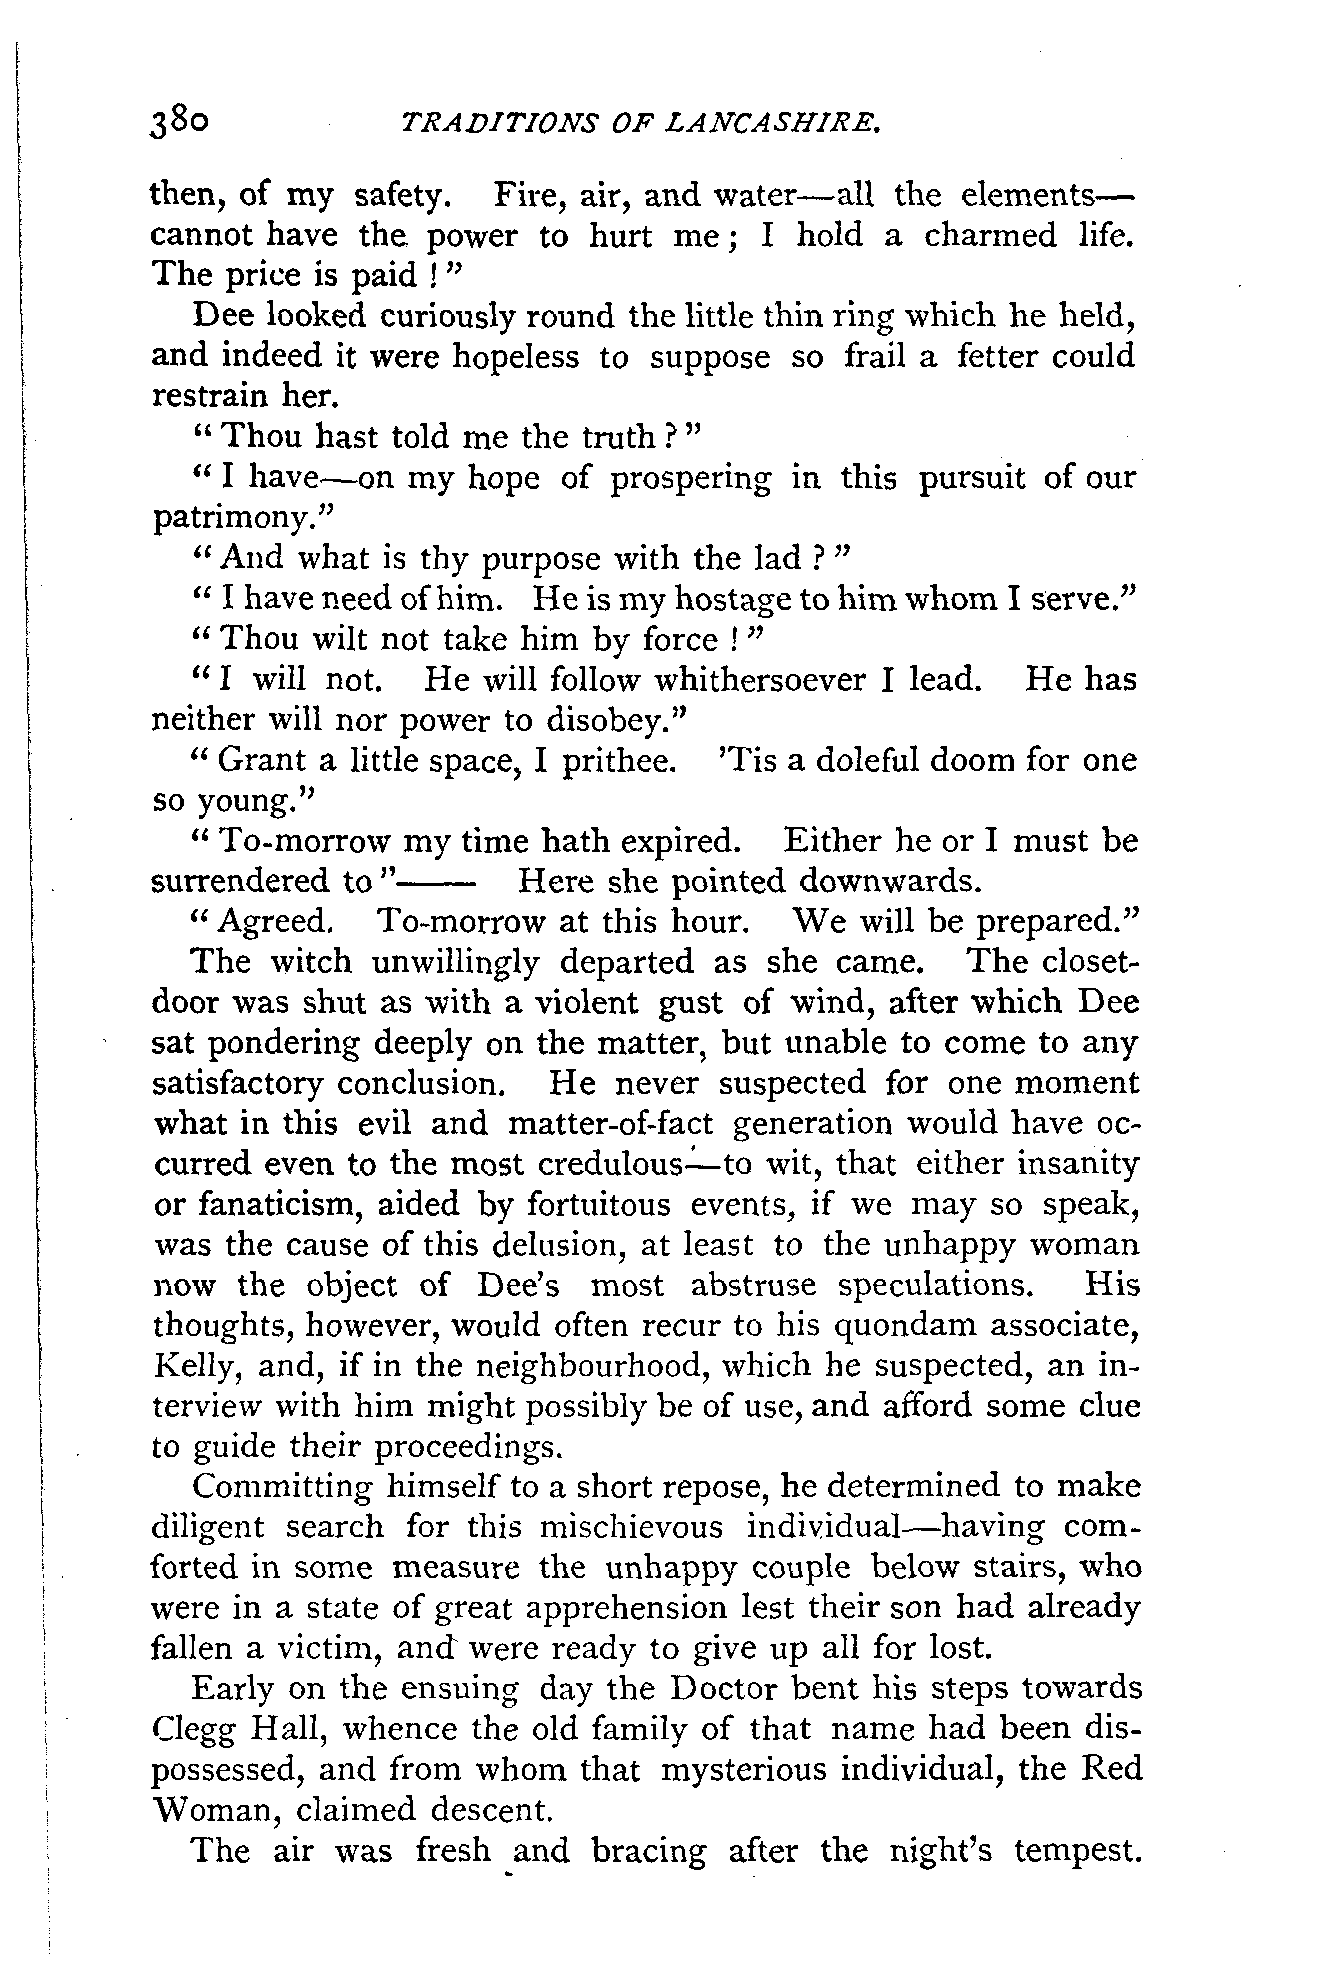 380 TRADITIONS OF LANCASHIRE.
then, of my safety. Fire, air, and water—all the elements—
cannot have the power to hurt me; I hold a charmed life.
The price is paid!"
Dee looked curiously round the little thin ring which he held,
and indeed it were hopeless to suppose so frail a fetter could
restrain her.
"Thou hast told me the truth?"
"I have—on my hope of prospering in this pursuit of our
patrimony."
"And what is thy purpose with the lad?"
"I have need of him. He is my hostage to him whom I serve."
"Thou wilt not take him by force!"
"I will not. He will follow whithersoever I lead. He has
neither will nor power to disobey."
"Grant a little space, I prithee. 'Tis a doleful doom for one
so young."
"To-morrow my time hath expired. Either he or I must be
surrendered to"—— Here she pointed downwards.
"Agreed. To-morrow at this hour. We will be prepared."
The witch unwillingly departed as she came. The closet-
door was shut as with a violent gust of wind, after which Dee
sat pondering deeply on the matter, but unable to come to any
satisfactory conclusion. He never suspected for one moment
what in this evil and matter-of-fact generation would have oc-
curred even to the most credulous—to wit, that either insanity
or fanaticism, aided by fortuitous events, if we may so speak,
was the cause of this delusion, at least to the unhappy woman
now the object of Dee's most abstruse speculations. His
thoughts, however, would often recur to his quondam associate,
Kelly, and, if in the neighbourhood, which he suspected, an in-
terview with him might possibly be of use, and afford some clue
to guide their proceedings.
Committing himself to a short repose, he determined to make
diligent search for this mischievous individual—having com-
forted in some measure the unhappy couple below stairs, who
were in a state of great apprehension lest their son had already
fallen a victim, and were ready to give up all for lost.
Early on the ensuing day the Doctor bent his steps towards
Clegg Hall, whence the old family of that name had been dis-
possessed, and from whom that mysterious individual, the Red
Woman, claimed descent.
The air was fresh and bracing after the night's tempest.